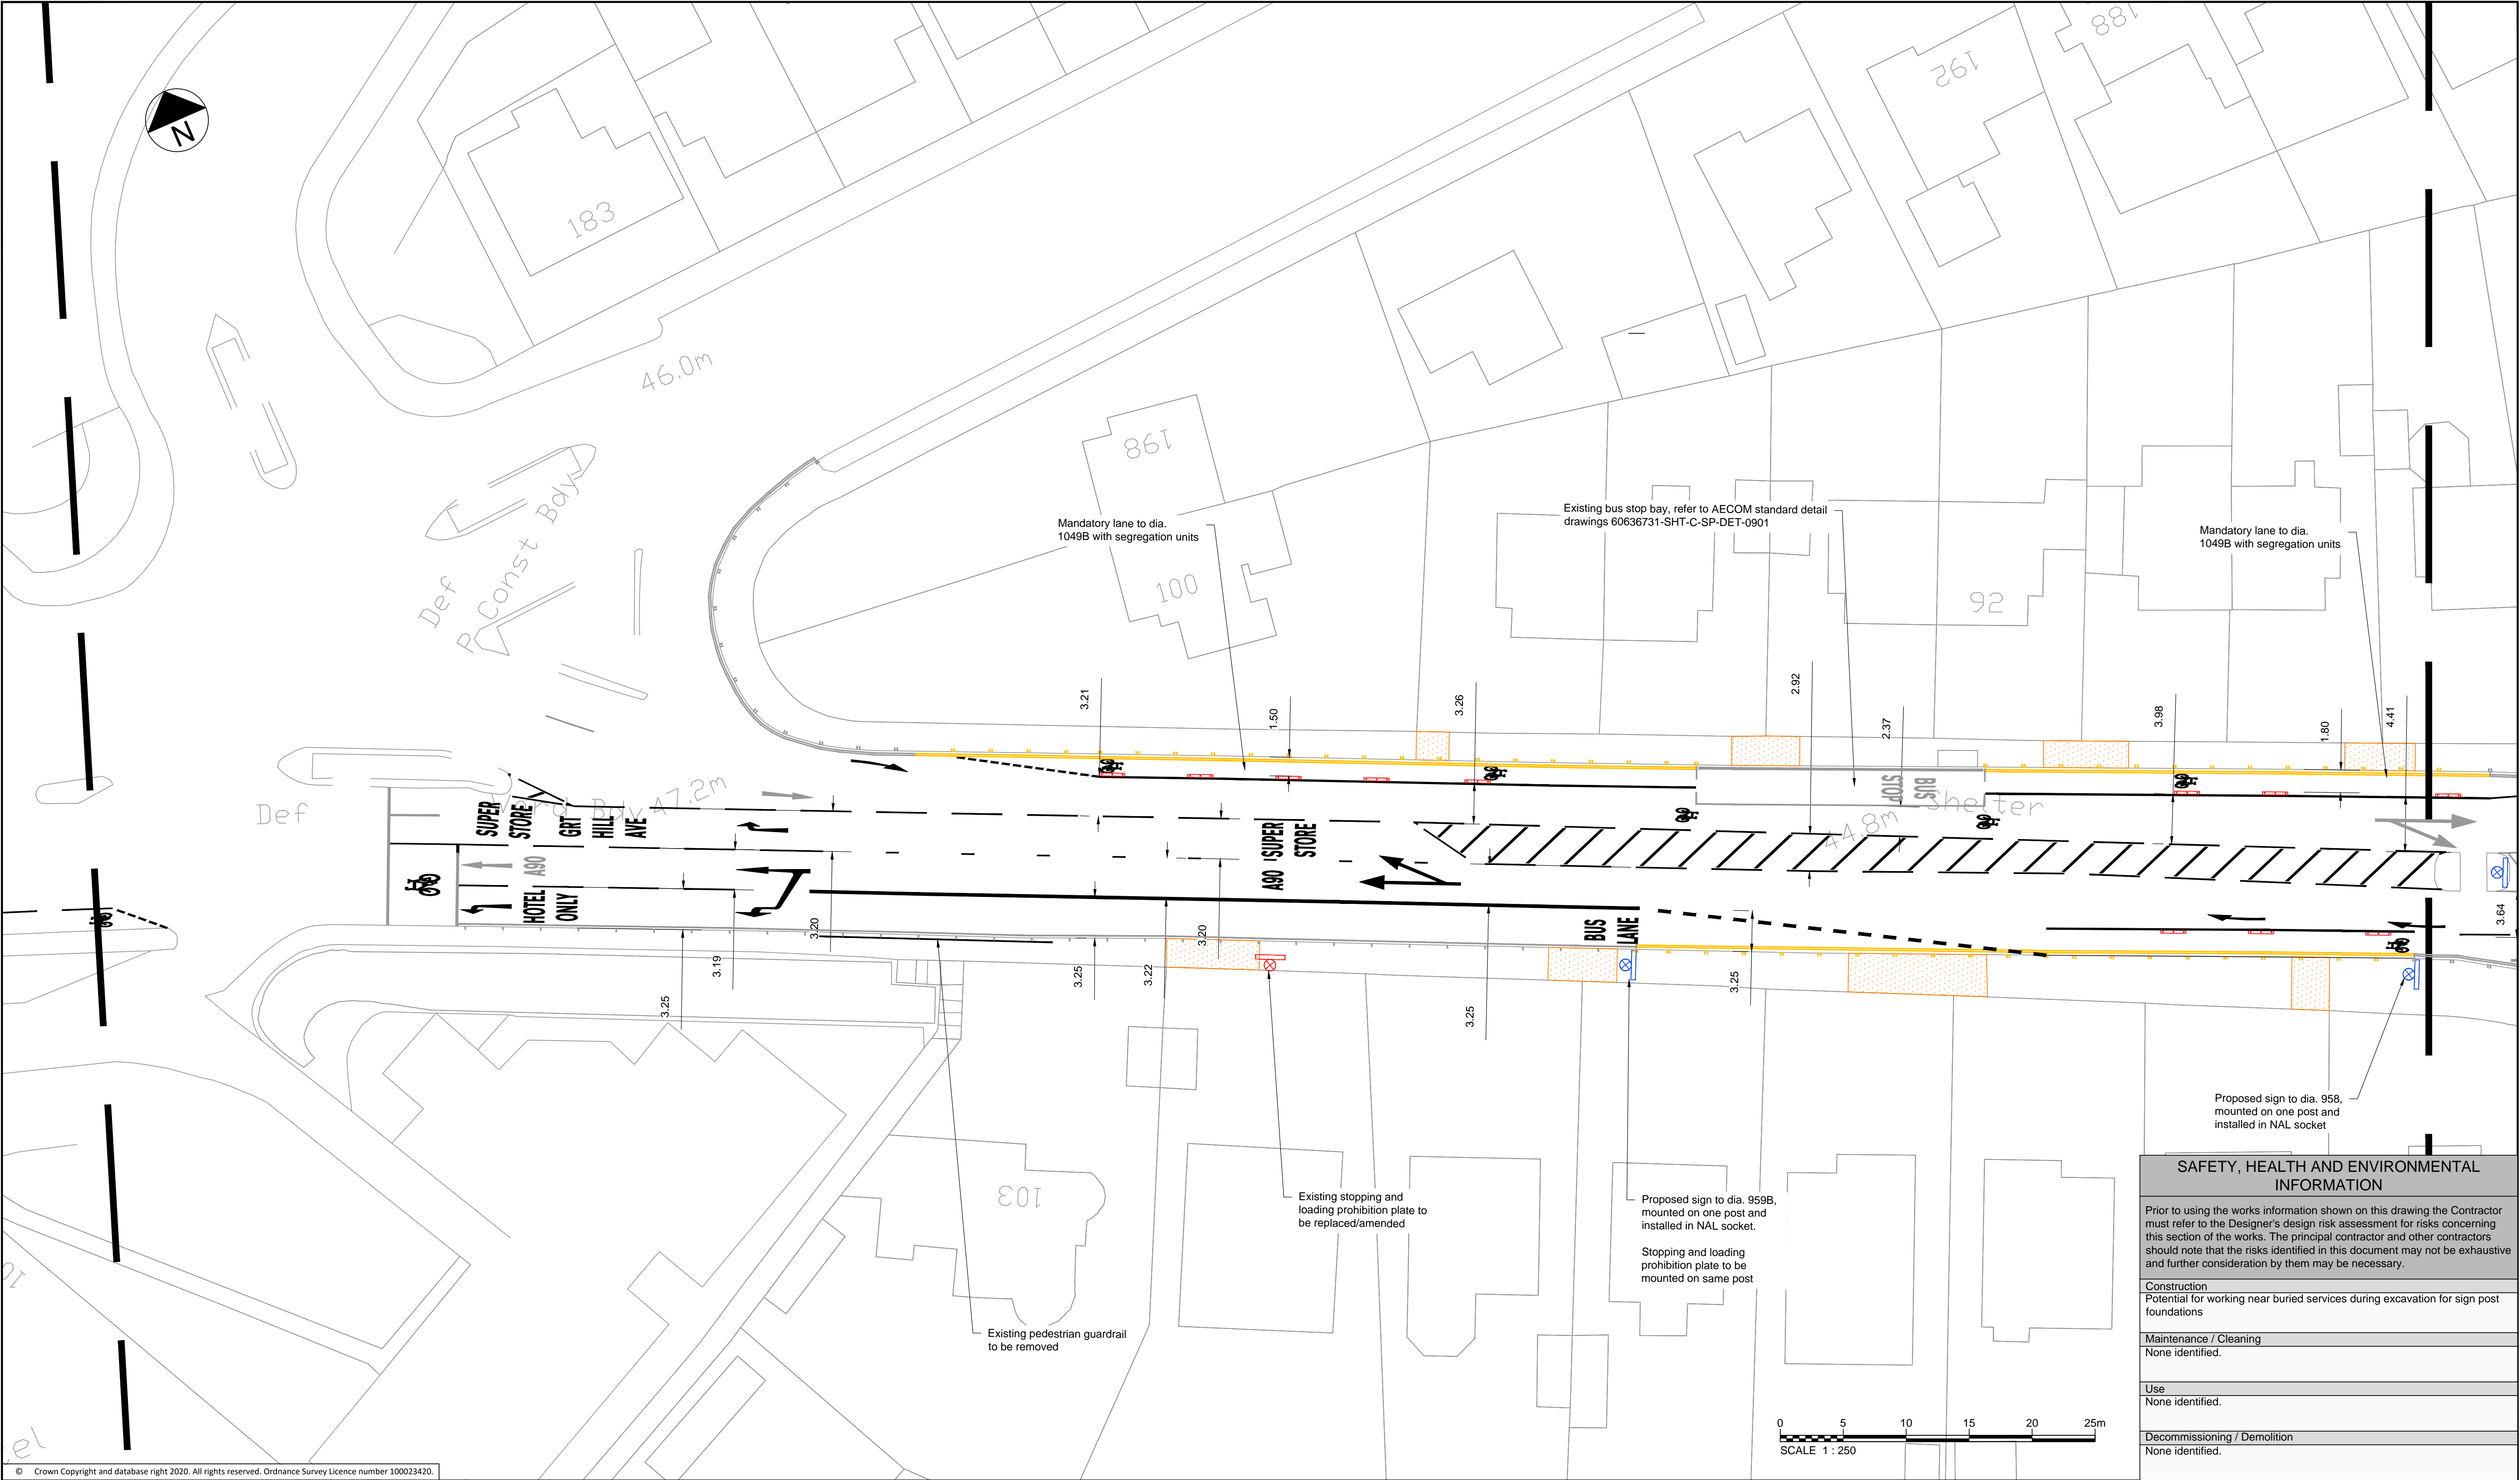 N
183
46.0m
192
188
198
100
92
Def
P Const Bdy
Def
Ward Bdy 47.2m
44.8m
Shelter
103
Mandatory lane to dia.
1049B with segregation units
Existing bus stop bay, refer to AECOM standard detail
drawings 60636731-SHT-C-SP-DET-0901
Mandatory lane to dia.
1049B with segregation units
3.21
1.50
3.26
2.92
2.37
3.98
1.80
4.41
SUPER
STORE
GRT
HILL
AVE
A90
HOTEL
ONLY
A90
SUPER
STORE
BUS
STOP
BUS
LANE
3.25
3.19
3.20
3.25
3.22
3.20
3.25
3.25
3.64
Existing pedestrian guardrail
to be removed
Existing stopping and
loading prohibition plate to
be replaced/amended
Proposed sign to dia. 959B,
mounted on one post and
installed in NAL socket.
Stopping and loading
prohibition plate to be
mounted on same post
Proposed sign to dia. 958,
mounted on one post and
installed in NAL socket
0 5 10 15 20 25m
SCALE 1 : 250
SAFETY, HEALTH AND ENVIRONMENTAL
INFORMATION
Prior to using the works information shown on this drawing the Contractor
must refer to the Designer's design risk assessment for risks concerning
this section of the works. The principal contractor and other contractors
should note that the risks identified in this document may not be exhaustive
and further consideration by them may be necessary.
Construction
Potential for working near buried services during excavation for sign post
foundations
Maintenance / Cleaning
None identified.
Use
None identified.
Decommissioning / Demolition
None identified.
© Crown Copyright and database right 2020. All rights reserved. Ordnance Survey Licence number 100023420.